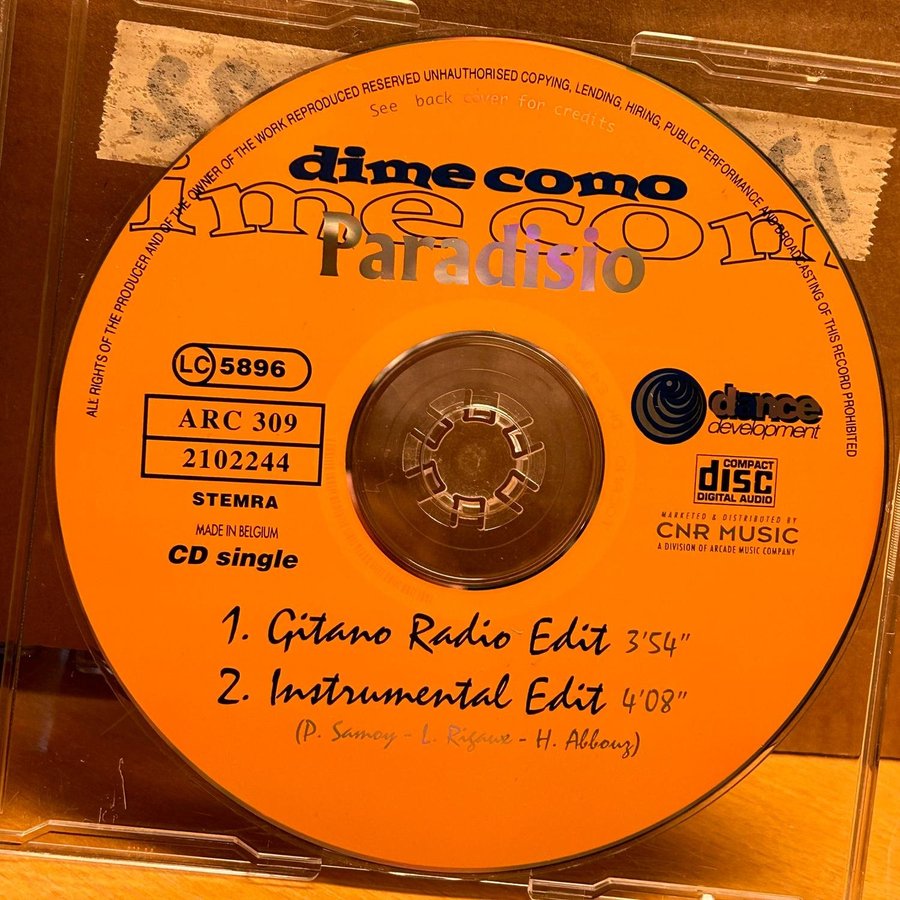 ALL RIGHTS OF THE PRODUCER AND OF THE OWNER OF THE WORK REPRODUCED RESERVED UNHAUTHORISED COPYING, LENDING, HIRING, PUBLIC PERFORMANCE AND BROADCASTING OF THIS RECORD PROHIBITED
See back cover for credits
dime como
ime com
Paradisio
LC 5896
ARC 309
2102244
STEMRA
MADE IN BELGIUM
CD single
dance
development
COMPACT
disc
DIGITAL AUDIO
MARKETED & DISTRIBUTED BY
CNR MUSIC
A DIVISION OF ARCADE MUSIC COMPANY
1. Gitano Radio Edit 3'54"
2. Instrumental Edit 4'08"
(P. Samoy - L. Rigaux - H. Abbouz)